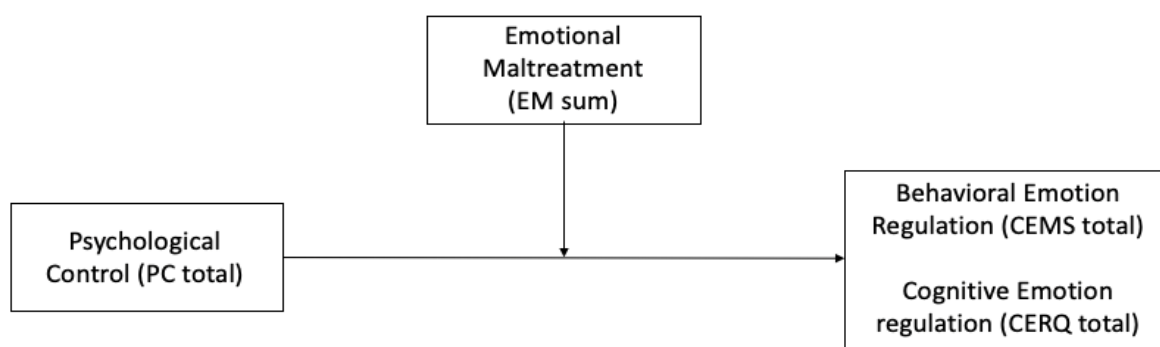 Emotional
Maltreatment
(EM sum)
Psychological
Control (PC total)
Behavioral Emotion
Regulation (CEMS total)
Cognitive Emotion
regulation (CERQ total)